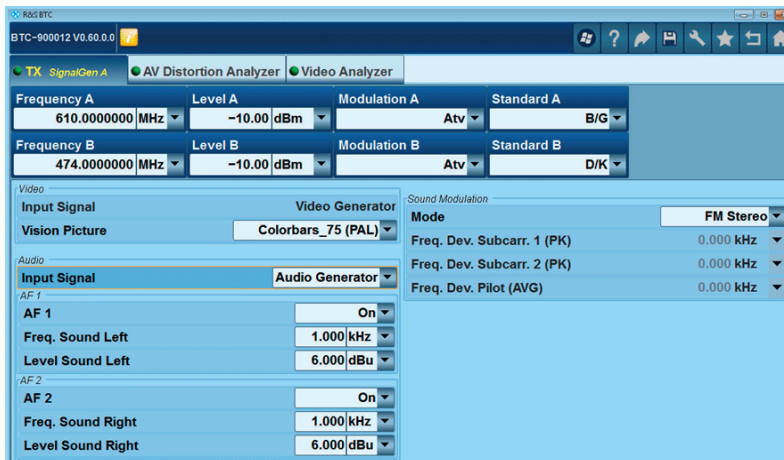 R&S BTC
BTC-900012 V0.60.0.0
TX SignalGen A AV Distortion Analyzer Video Analyzer
Frequency A Level A Modulation A Standard A
610.0000000 MHz −10.00 dBm Atv B/G
Frequency B Level B Modulation B Standard B
474.0000000 MHz −10.00 dBm Atv D/K
Video
Input Signal Video Generator
Vision Picture Colorbars_75 (PAL)
Audio
Input Signal Audio Generator
AF 1
AF 1 On
Freq. Sound Left 1.000 kHz
Level Sound Left 6.000 dBu
AF 2
AF 2 On
Freq. Sound Right 1.000 kHz
Level Sound Right 6.000 dBu
Sound Modulation
Mode FM Stereo
Freq. Dev. Subcarr. 1 (PK) 0.000 kHz
Freq. Dev. Subcarr. 2 (PK) 0.000 kHz
Freq. Dev. Pilot (AVG) 0.000 kHz